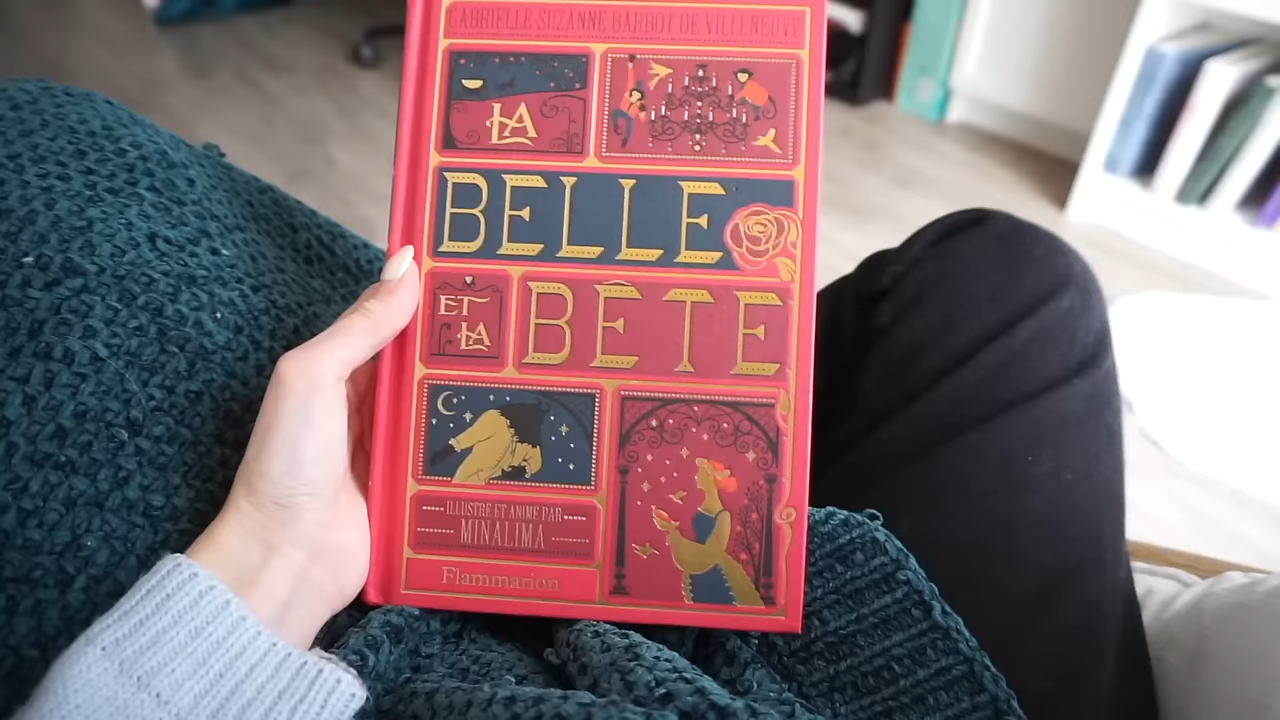 GABRIELLE-SUZANNE BARBOT DE VILLENEUVE
LA
BELLE
ET LA
BÊTE
ILLUSTRÉ ET ANIMÉ PAR
MINALIMA
Flammarion